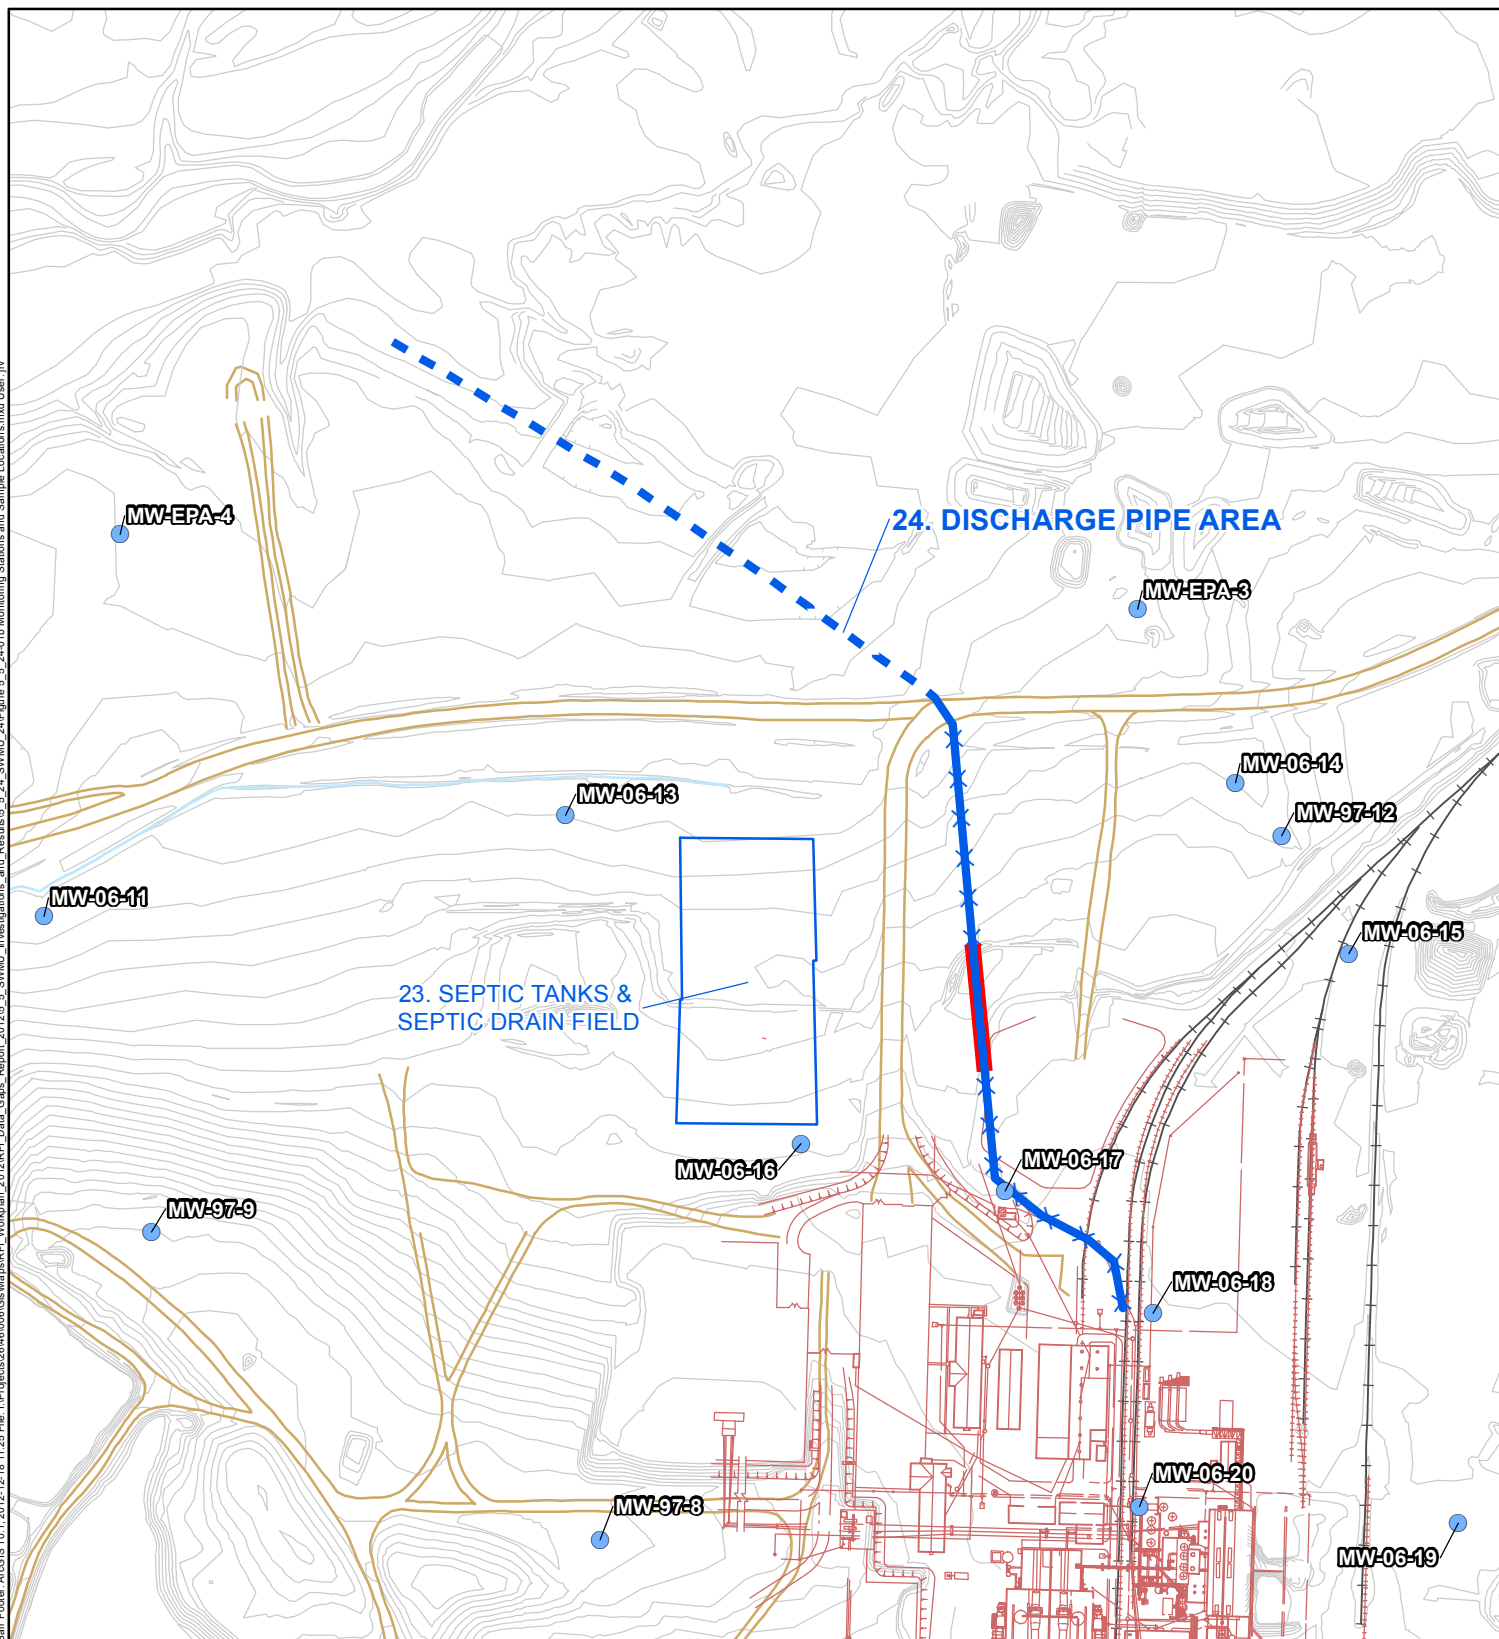 MW-EPA-4
24. DISCHARGE PIPE AREA
MW-EPA-3
MW-06-14
MW-06-13
MW-97-12
MW-06-11
MW-06-15
23. SEPTIC TANKS &
SEPTIC DRAIN FIELD
MW-06-16
MW-06-17
MW-97-9
MW-06-18
MW-06-20
MW-97-8
MW-06-19